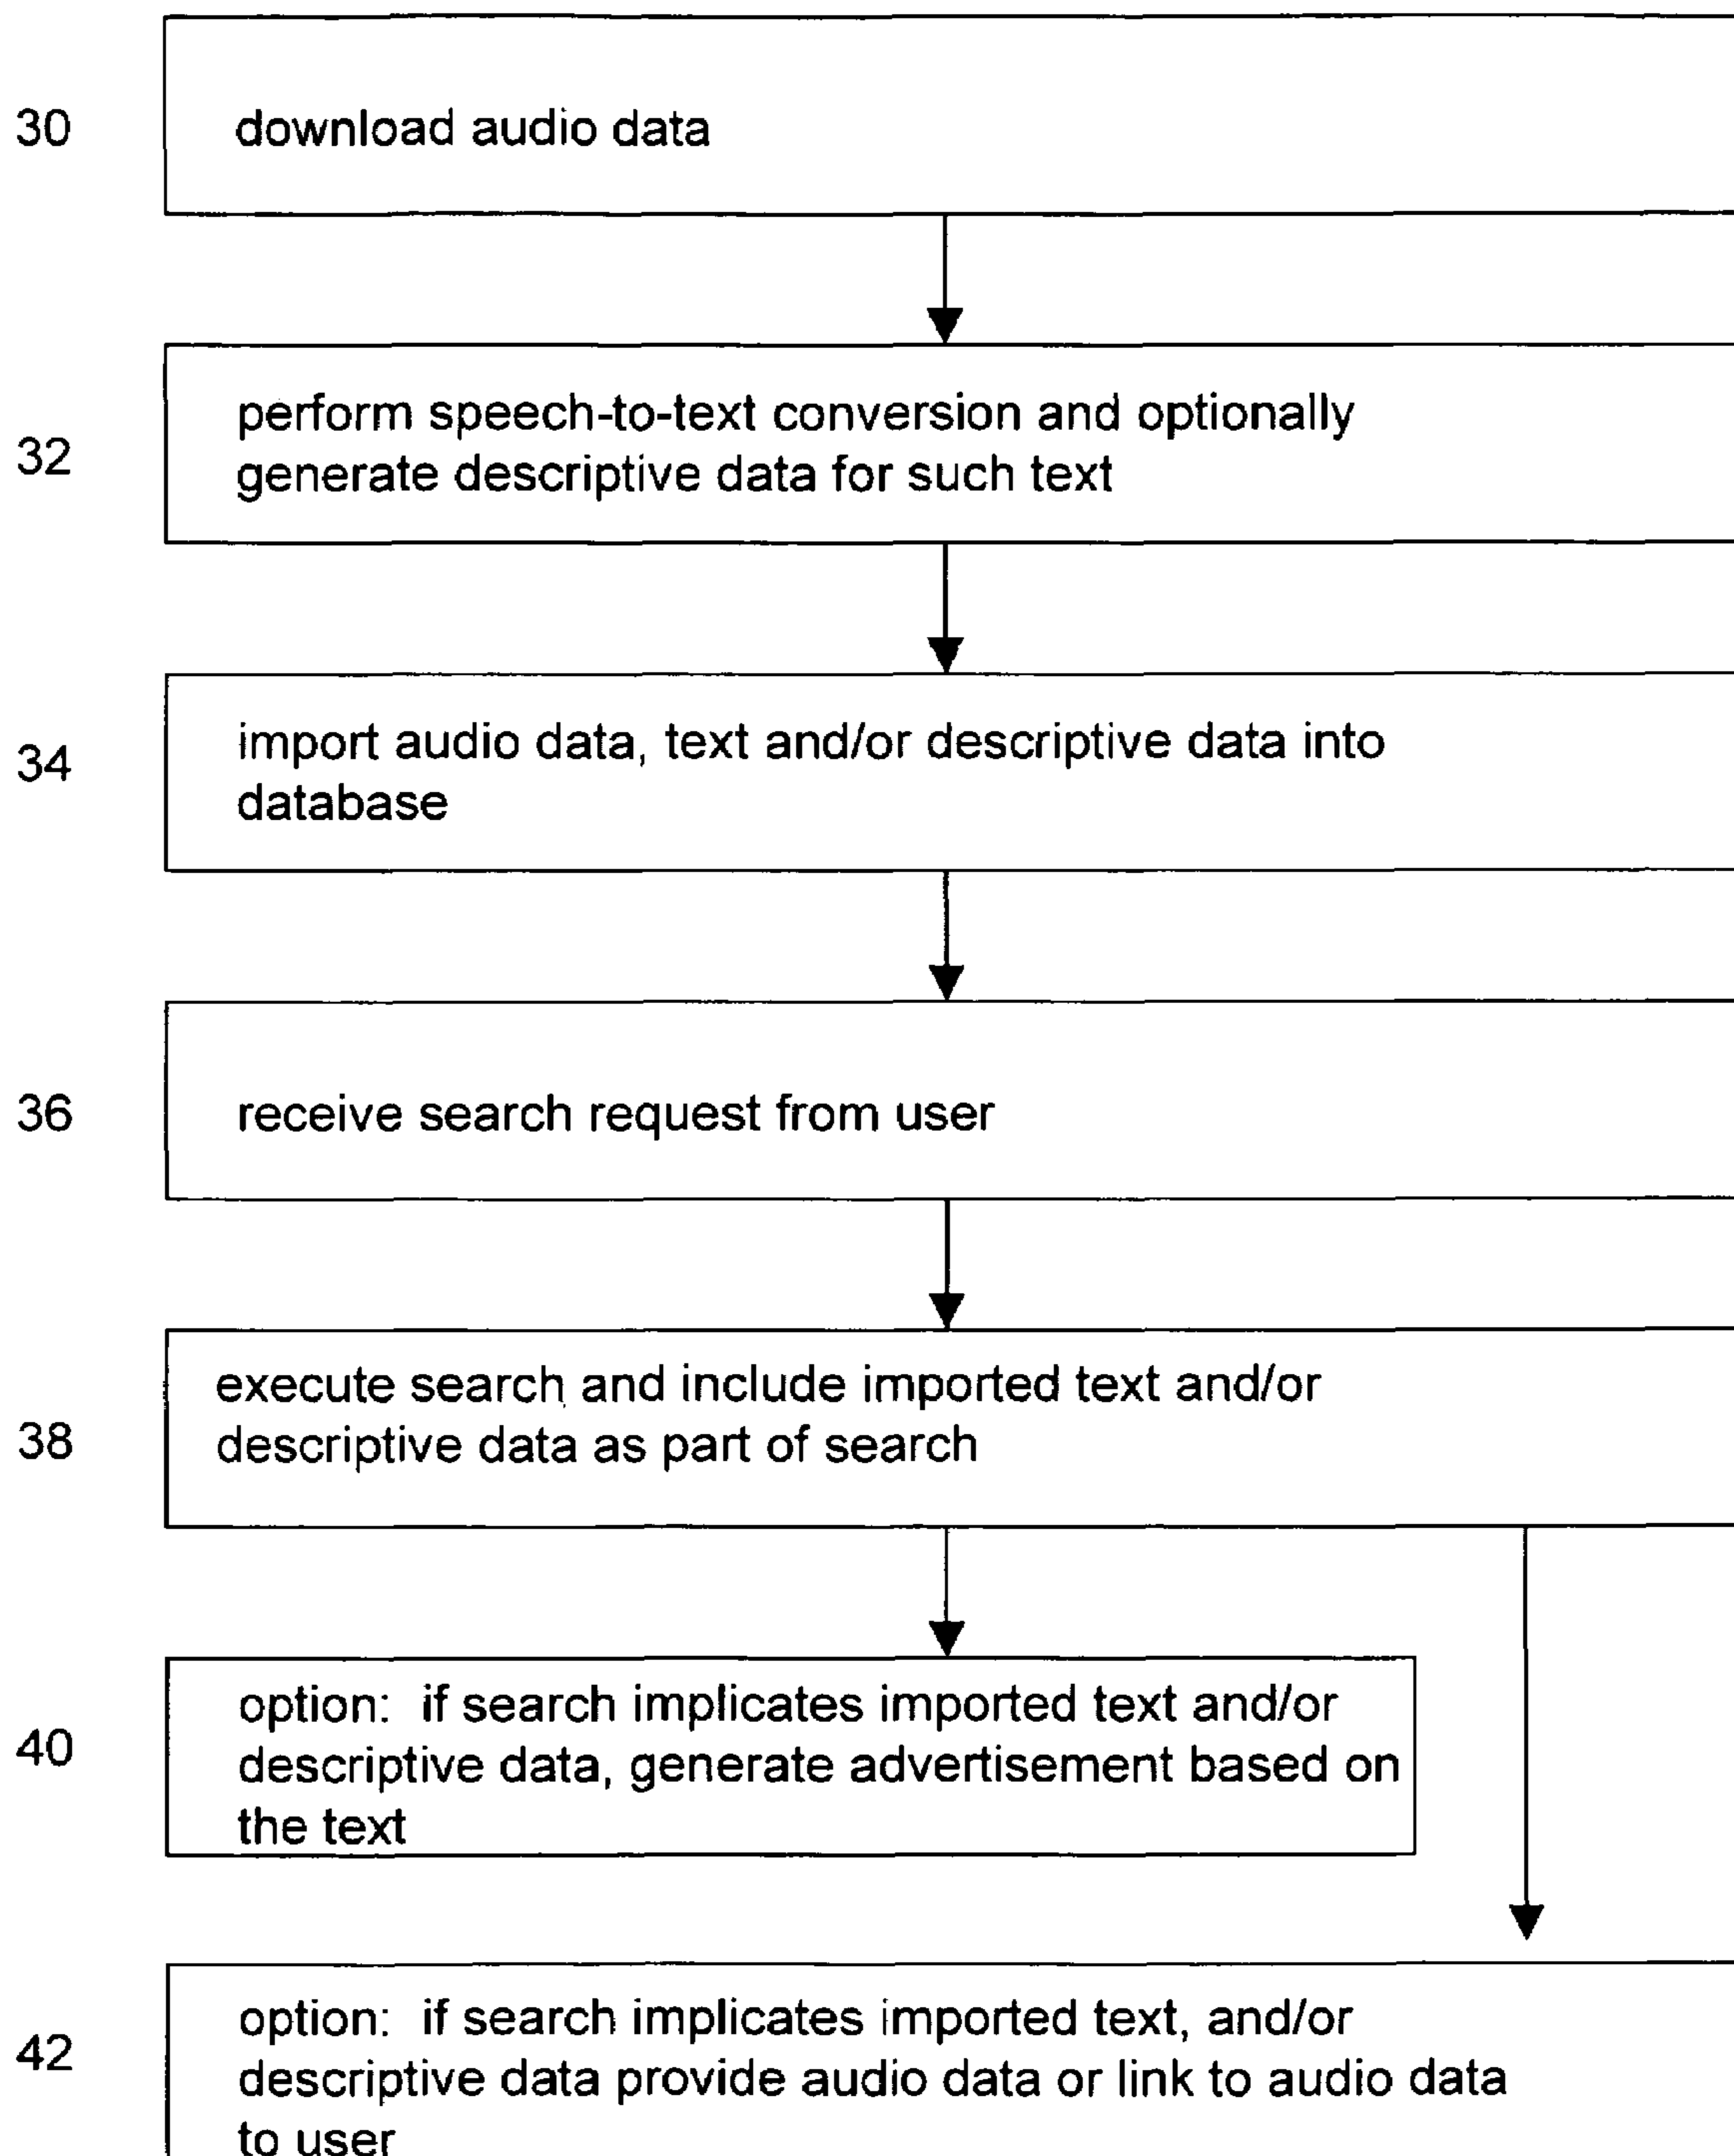 30
download audio data
32
perform speech-to-text conversion and optionally
generate descriptive data for such text
34
import audio data, text and/or descriptive data into
database
36
receive search request from user
38
execute search and include imported text and/or
descriptive data as part of search
40
option: if search implicates imported text and/or
descriptive data, generate advertisement based on
the text
42
option: if search implicates imported text, and/or
descriptive data provide audio data or link to audio data
to user